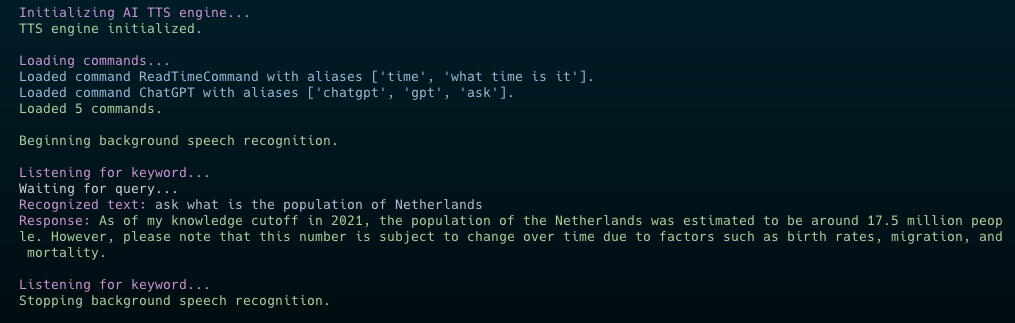 Initializing AI TTS engine...
TTS engine initialized.
Loading commands...
Loaded command ReadTimeCommand with aliases ['time', 'what time is it'].
Loaded command ChatGPT with aliases ['chatgpt', 'gpt', 'ask'].
Loaded 5 commands.
Beginning background speech recognition.
Listening for keyword...
Waiting for query...
Recognized text: ask what is the population of Netherlands
Response: As of my knowledge cutoff in 2021, the population of the Netherlands was estimated to be around 17.5 million peop
le. However, please note that this number is subject to change over time due to factors such as birth rates, migration, and
 mortality.
Listening for keyword...
Stopping background speech recognition.